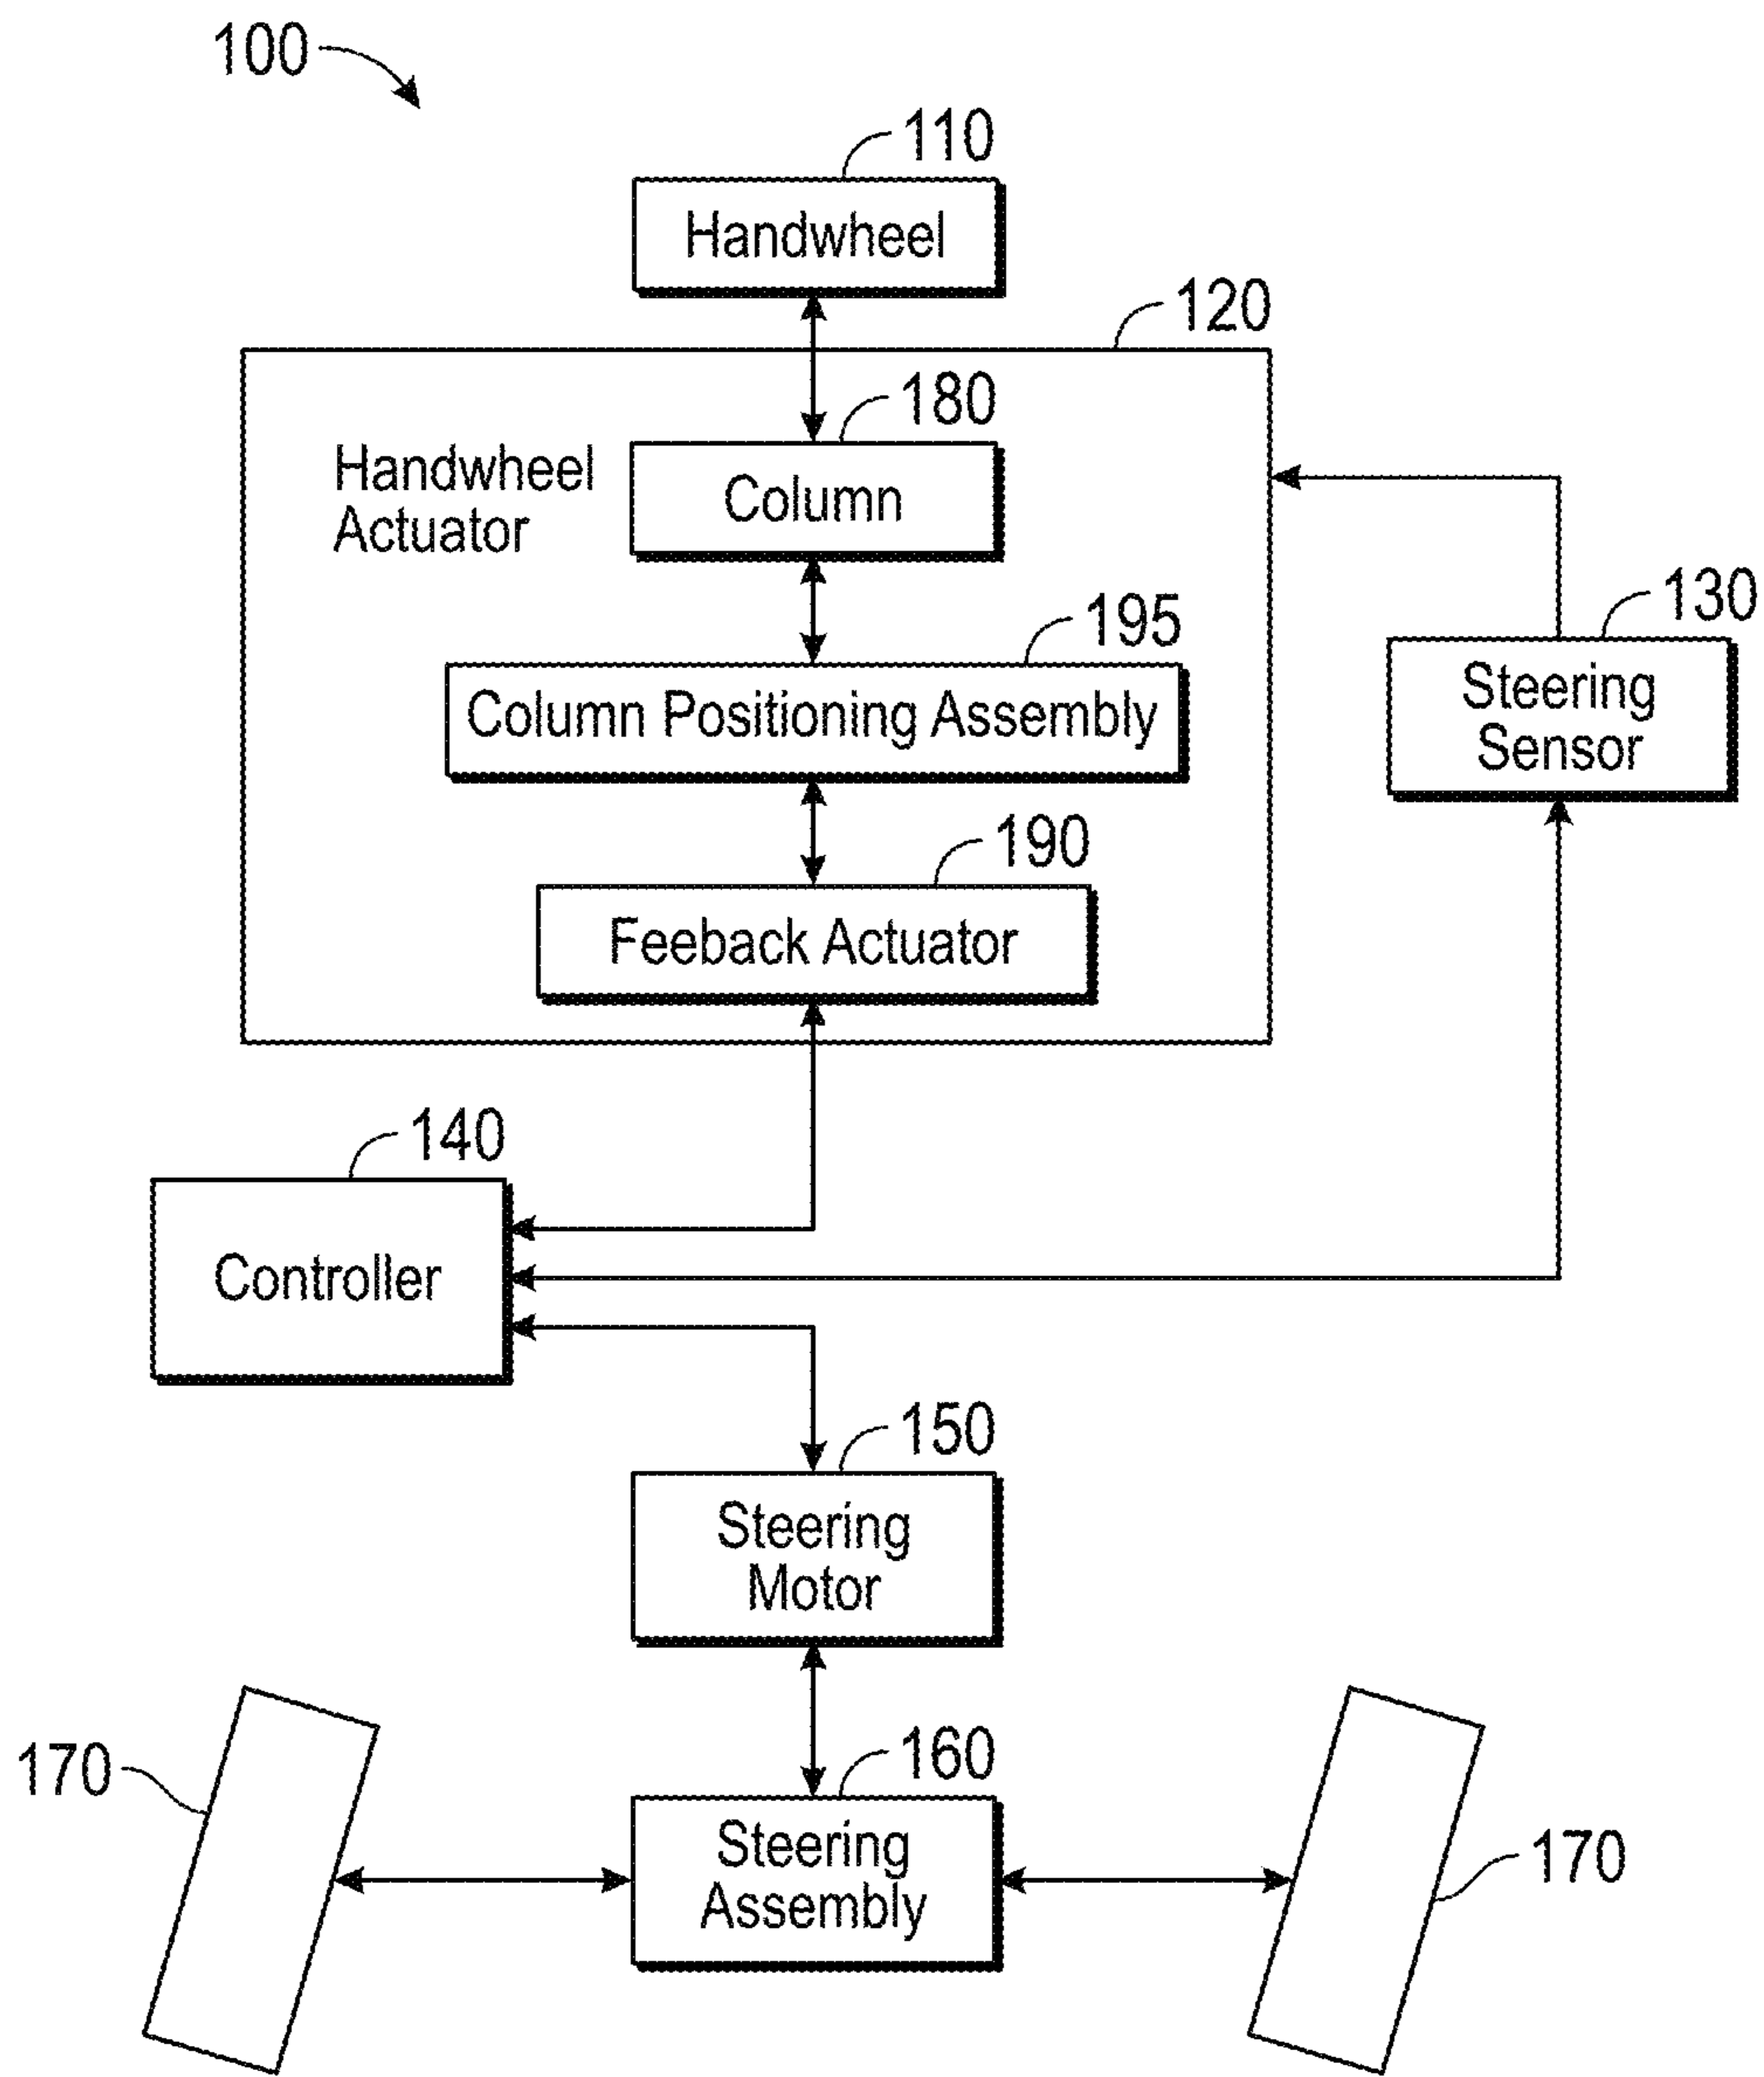 100
110
Handwheel
120
180
Handwheel
Actuator
Column
130
195
Steering
Sensor
Column Positioning Assembly
190
Feeback Actuator
140
Controller
150
Steering
Motor
160
170
Steering
Assembly
170